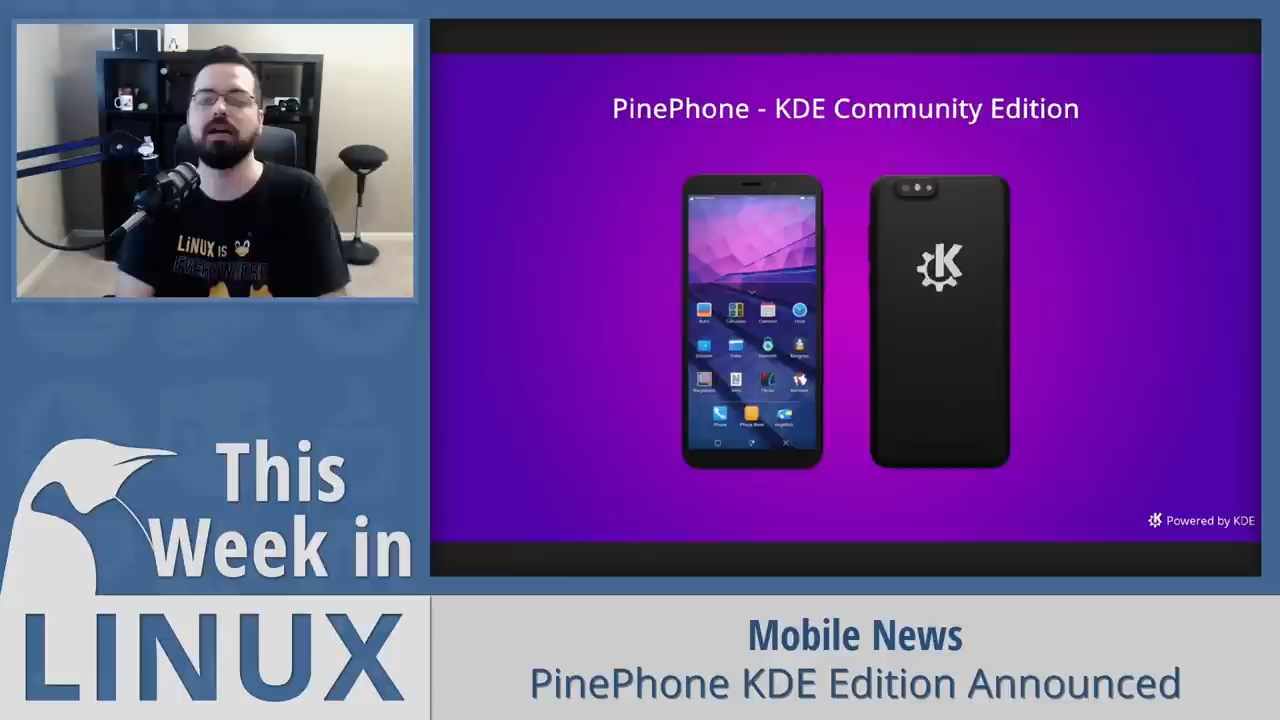 LiNUX IS
EVERYWHERE
PinePhone - KDE Community Edition
Powered by KDE
This
Week in
LINUX
Mobile News
PinePhone KDE Edition Announced